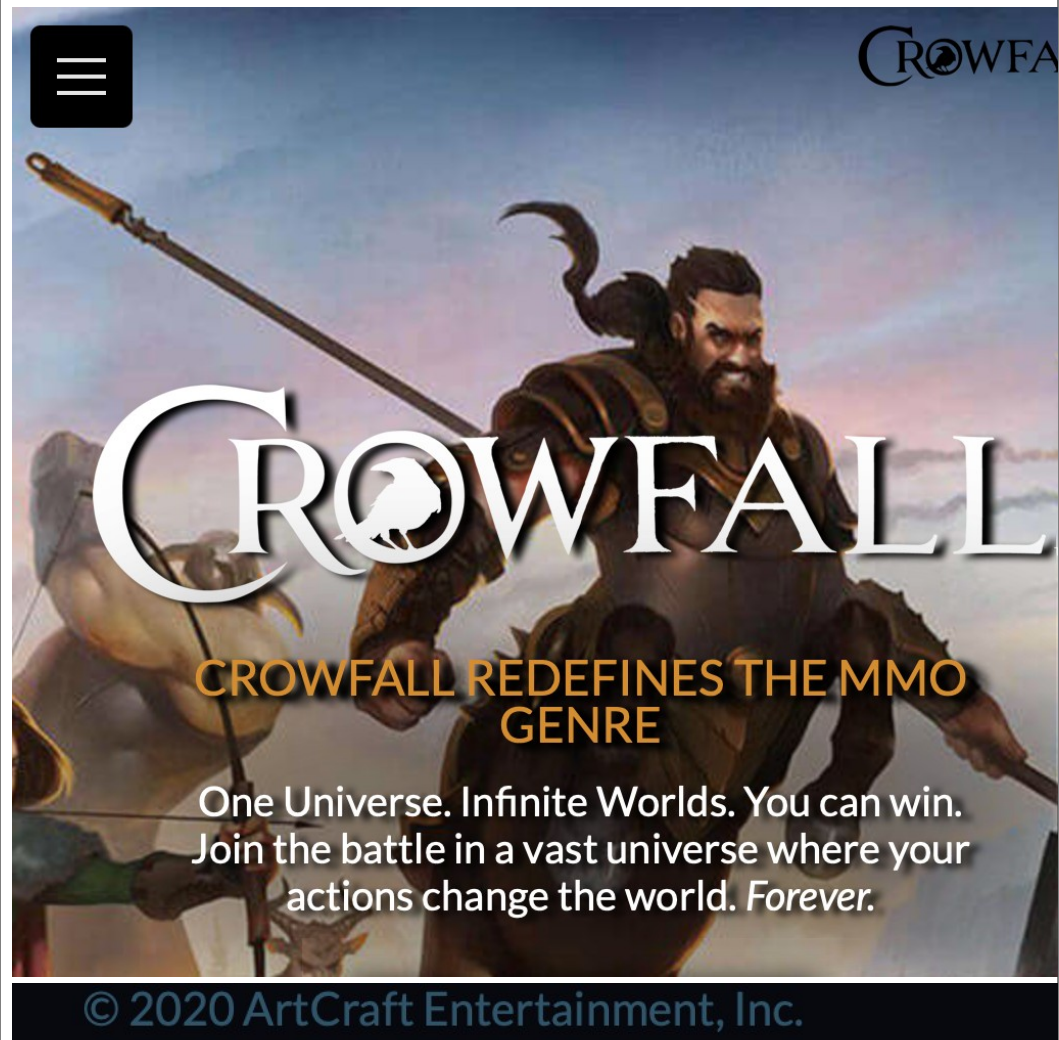 CROWFA
CROWFALL
CROWFALL REDEFINES THE MMO
GENRE
One Universe. Infinite Worlds. You can win.
Join the battle in a vast universe where your
actions change the world. Forever.
© 2020 ArtCraft Entertainment, Inc.